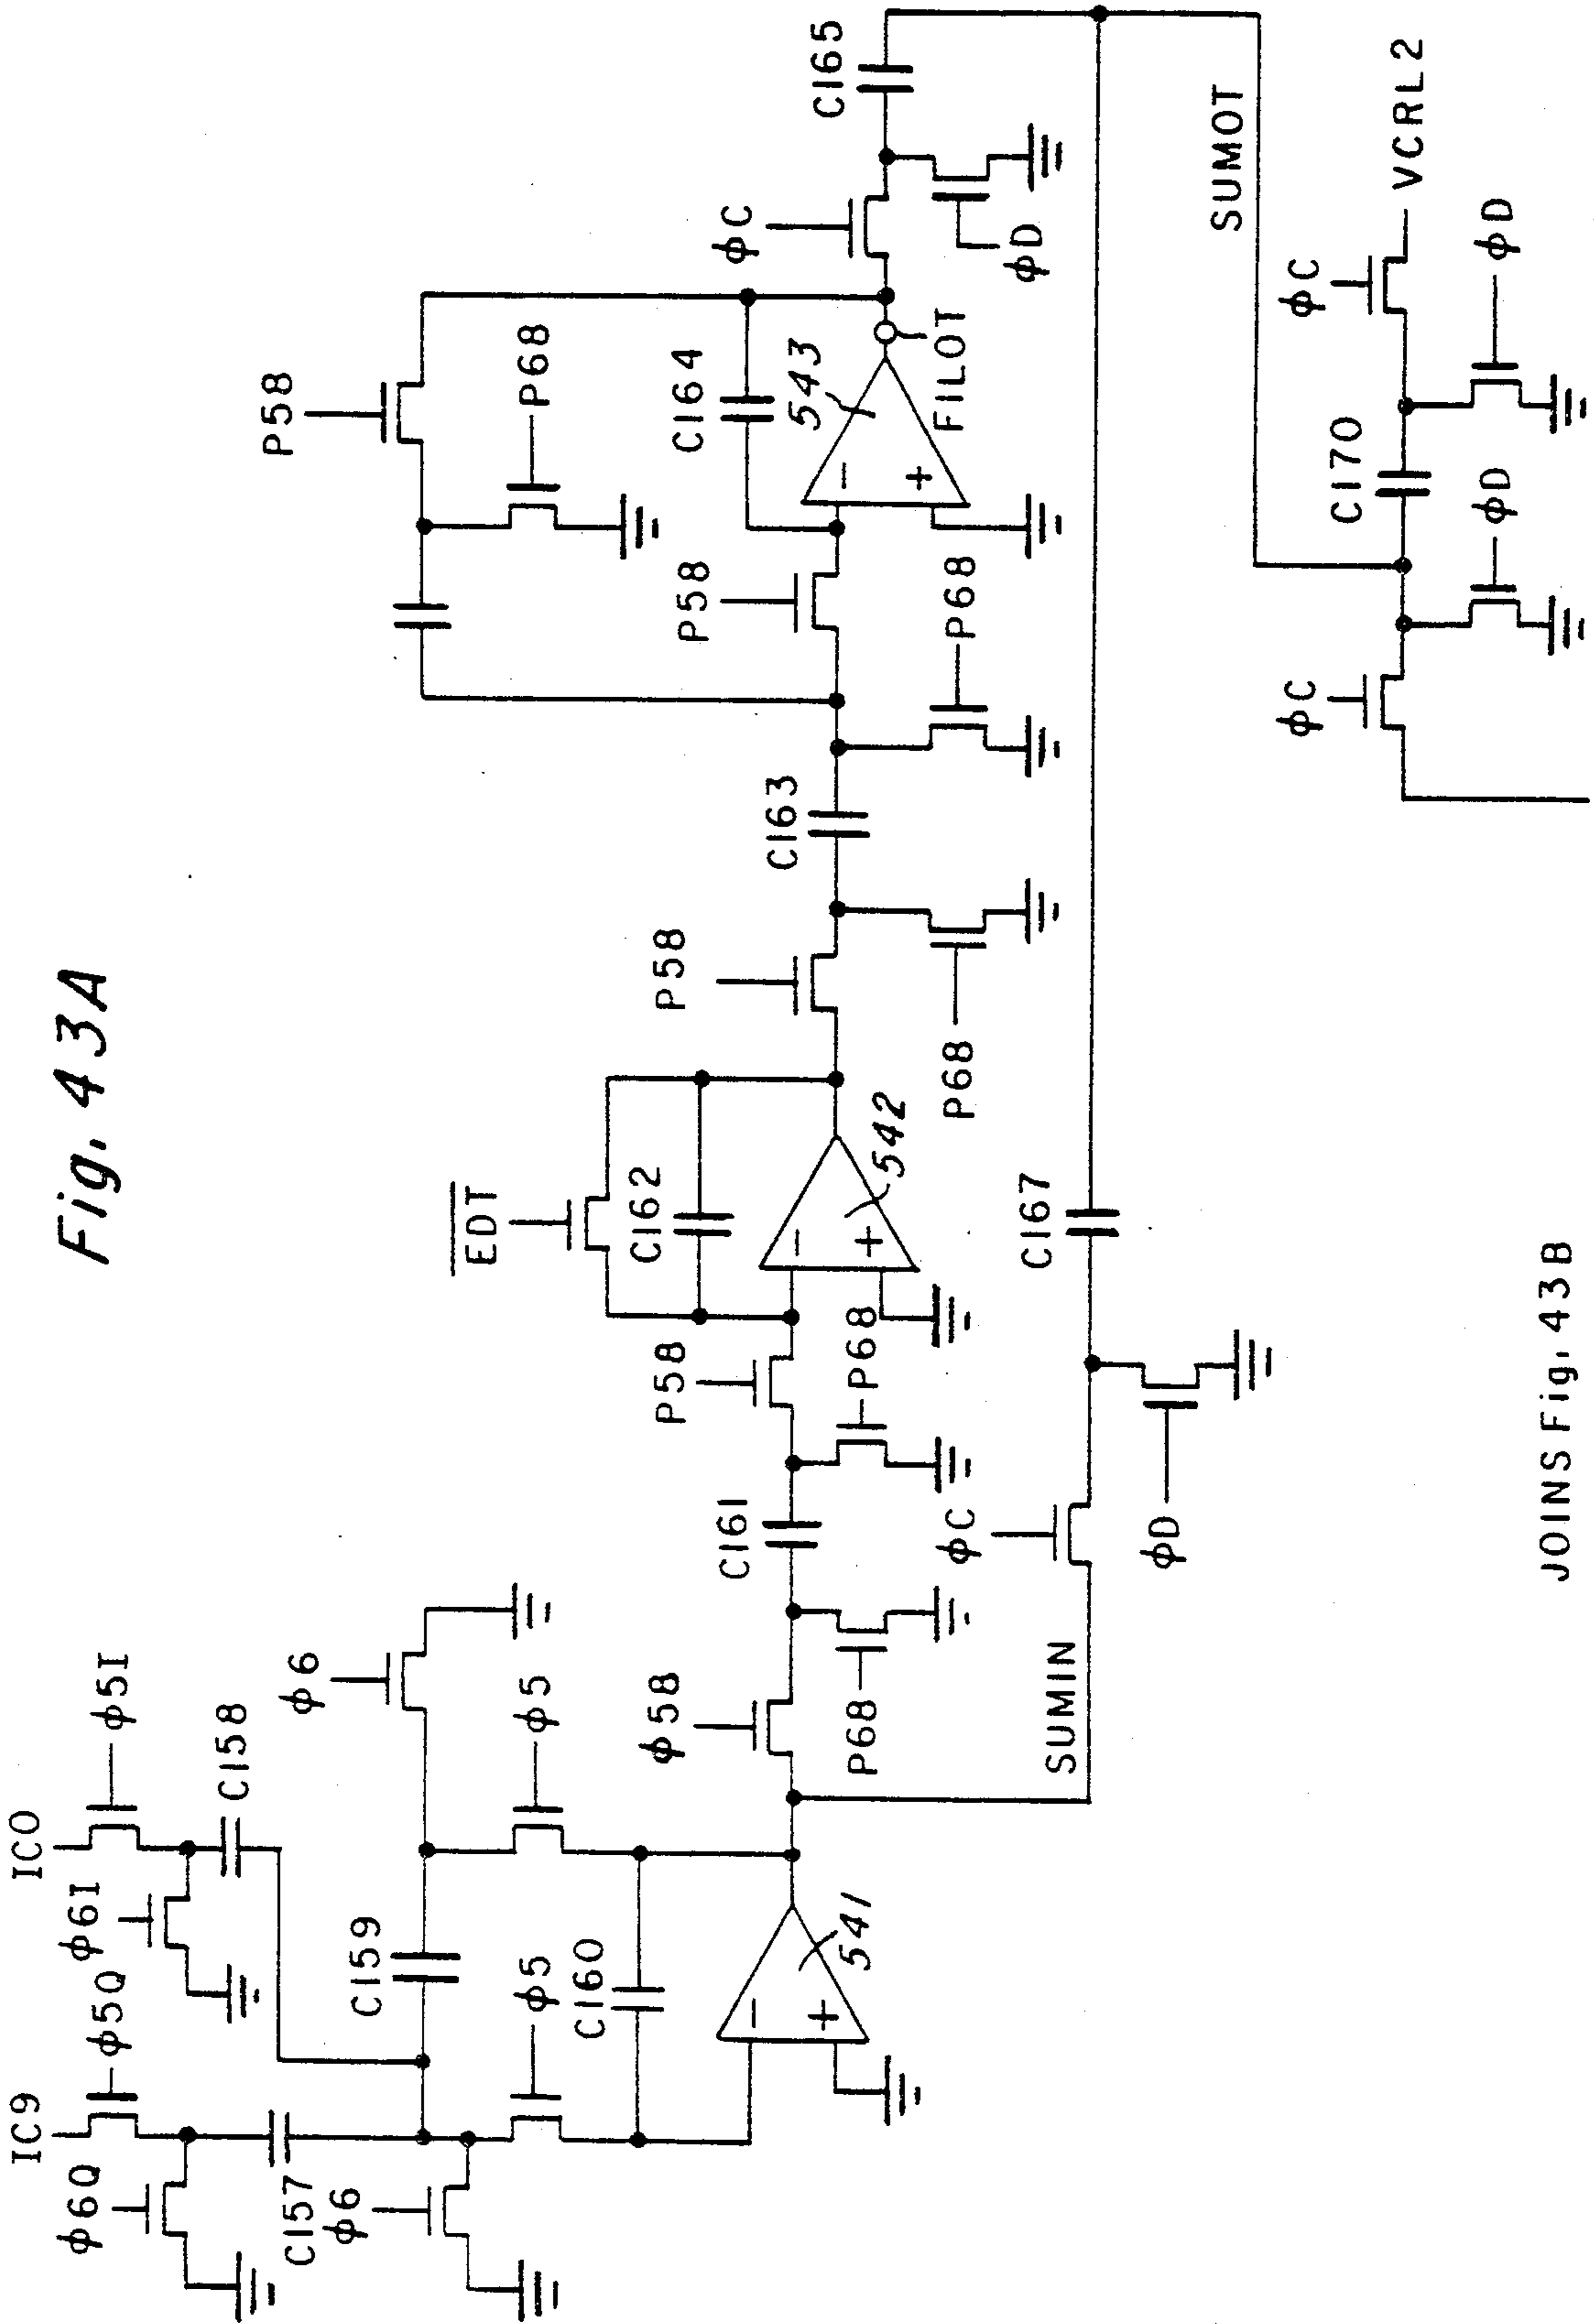 Fig. 43A
IC9
IC0
ϕ6Q
ϕ5Q
ϕ6I
ϕ5I
C157
C158
ϕ6
C159
ϕ6
ϕ5
ϕ5
C160
541
ϕ58
P68
C161
P58
P68
EDT
C162
542
P58
P68
C163
P58
P68
P58
P68
C164
543
FILOT
ϕC
ϕD
C165
SUMIN
ϕC
ϕD
C167
SUMOT
ϕC
ϕD
C170
ϕC
VCRL2
ϕD
JOINS Fig. 43B